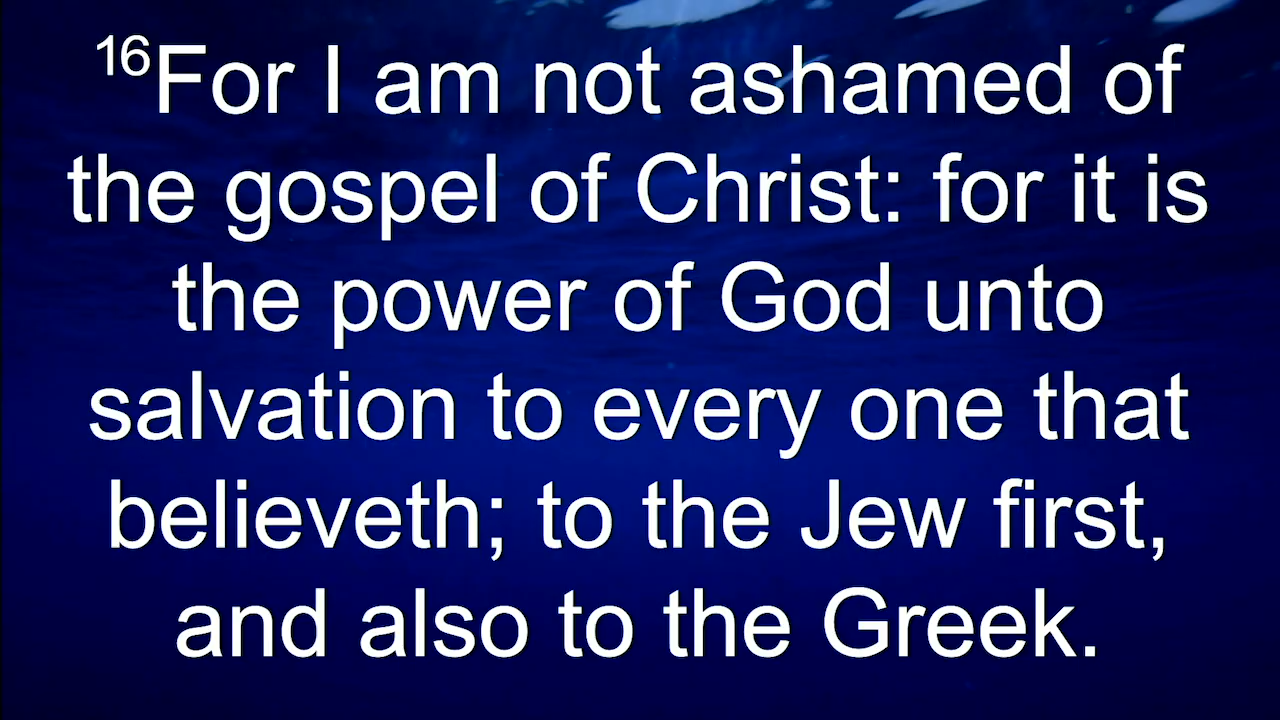 16For I am not ashamed of
the gospel of Christ: for it is
the power of God unto
salvation to every one that
believeth; to the Jew first,
and also to the Greek.